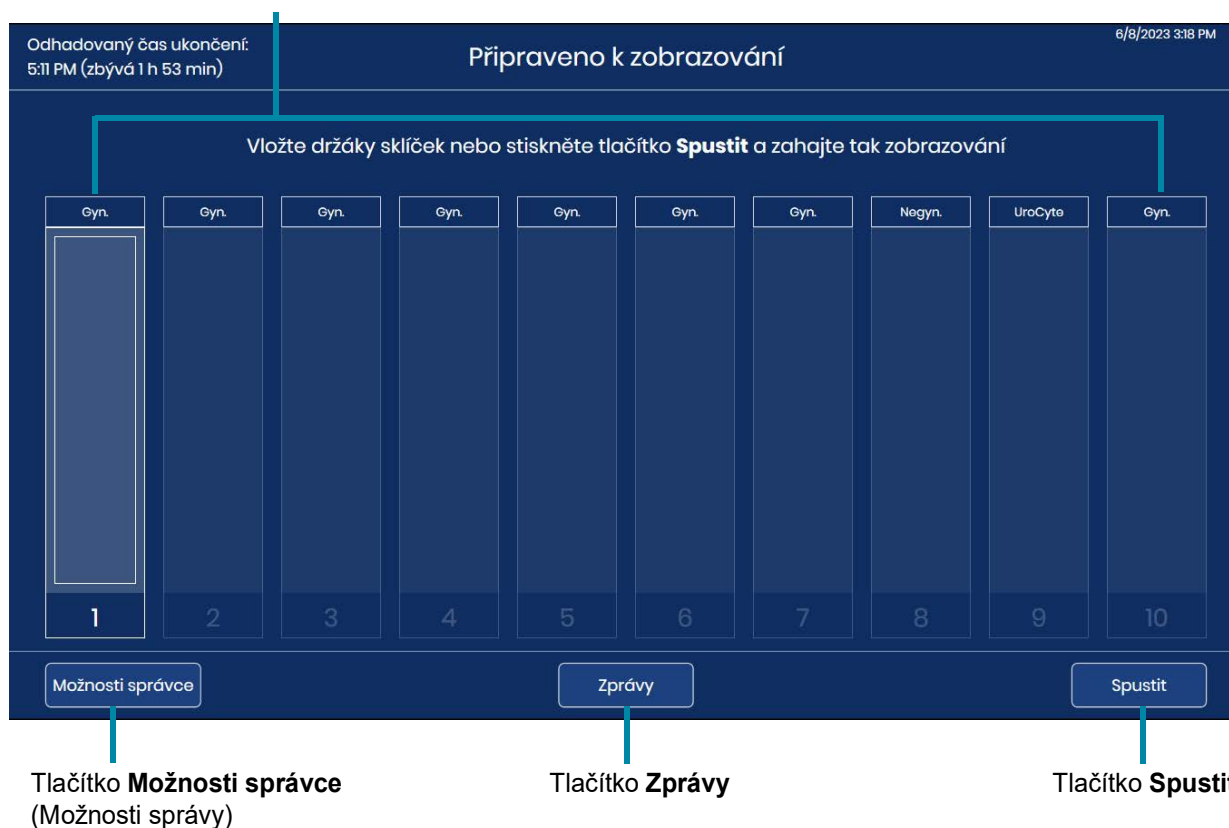 Odhadovaný čas ukončení:
5:11 PM (zbývá 1 h 53 min)
Připraveno k zobrazování
6/8/2023 3:18 PM
Vložte držáky sklíček nebo stiskněte tlačítko Spustit a zahajte tak zobrazování
Gyn. Gyn. Gyn. Gyn. Gyn. Gyn. Gyn. Negyn. UroCyte Gyn.
1 2 3 4 5 6 7 8 9 10
Možnosti správce Zprávy Spustit
Tlačítko Možnosti správce Tlačítko Zprávy Tlačítko Spustit
(Možnosti správy)